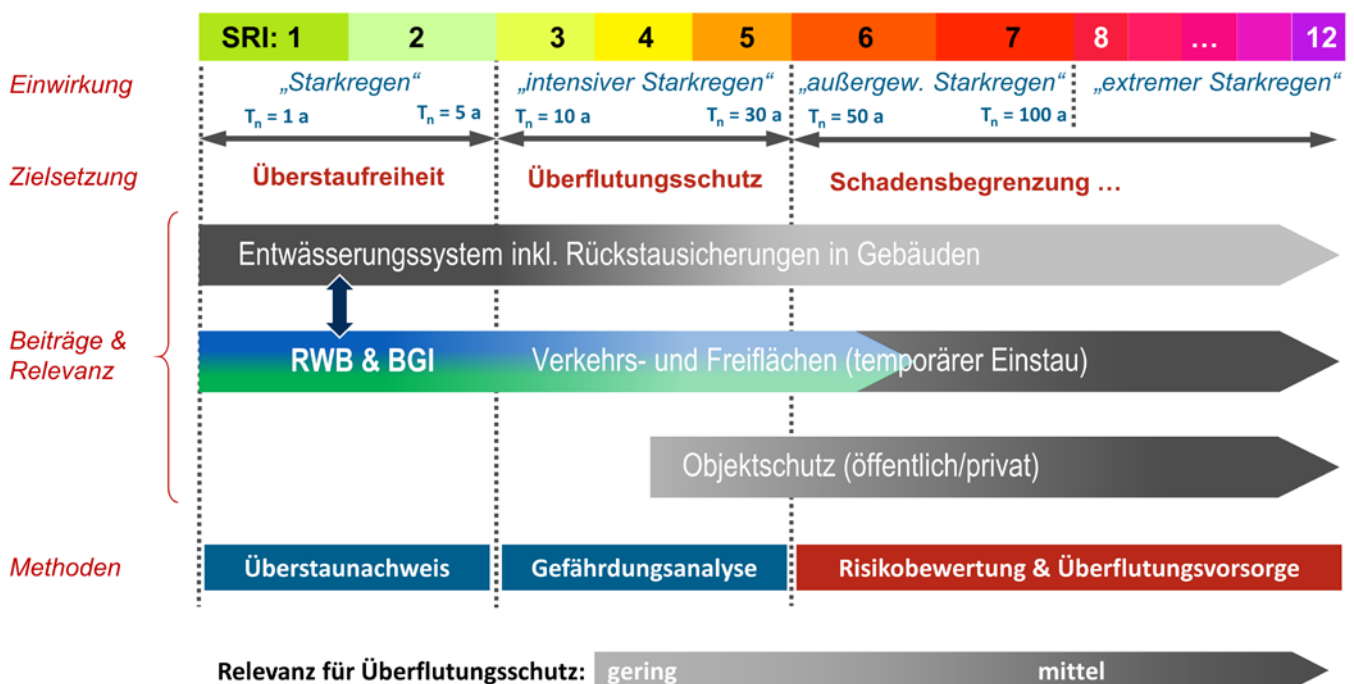 SRI: 1 2 3 4 5 6 7 8 … 12
Einwirkung
„Starkregen“ „intensiver Starkregen“ „außergew. Starkregen“ „extremer Starkregen“
Tn = 1 a Tn = 5 a Tn = 10 a Tn = 30 a Tn = 50 a Tn = 100 a
Zielsetzung
Überstaufreiheit Überflutungsschutz Schadensbegrenzung …
Entwässerungssystem inkl. Rückstausicherungen in Gebäuden
Beiträge &
Relevanz
RWB & BGI Verkehrs- und Freiflächen (temporärer Einstau)
Objektschutz (öffentlich/privat)
Methoden
Überstaunachweis Gefährdungsanalyse Risikobewertung & Überflutungsvorsorge
Relevanz für Überflutungsschutz: gering mittel